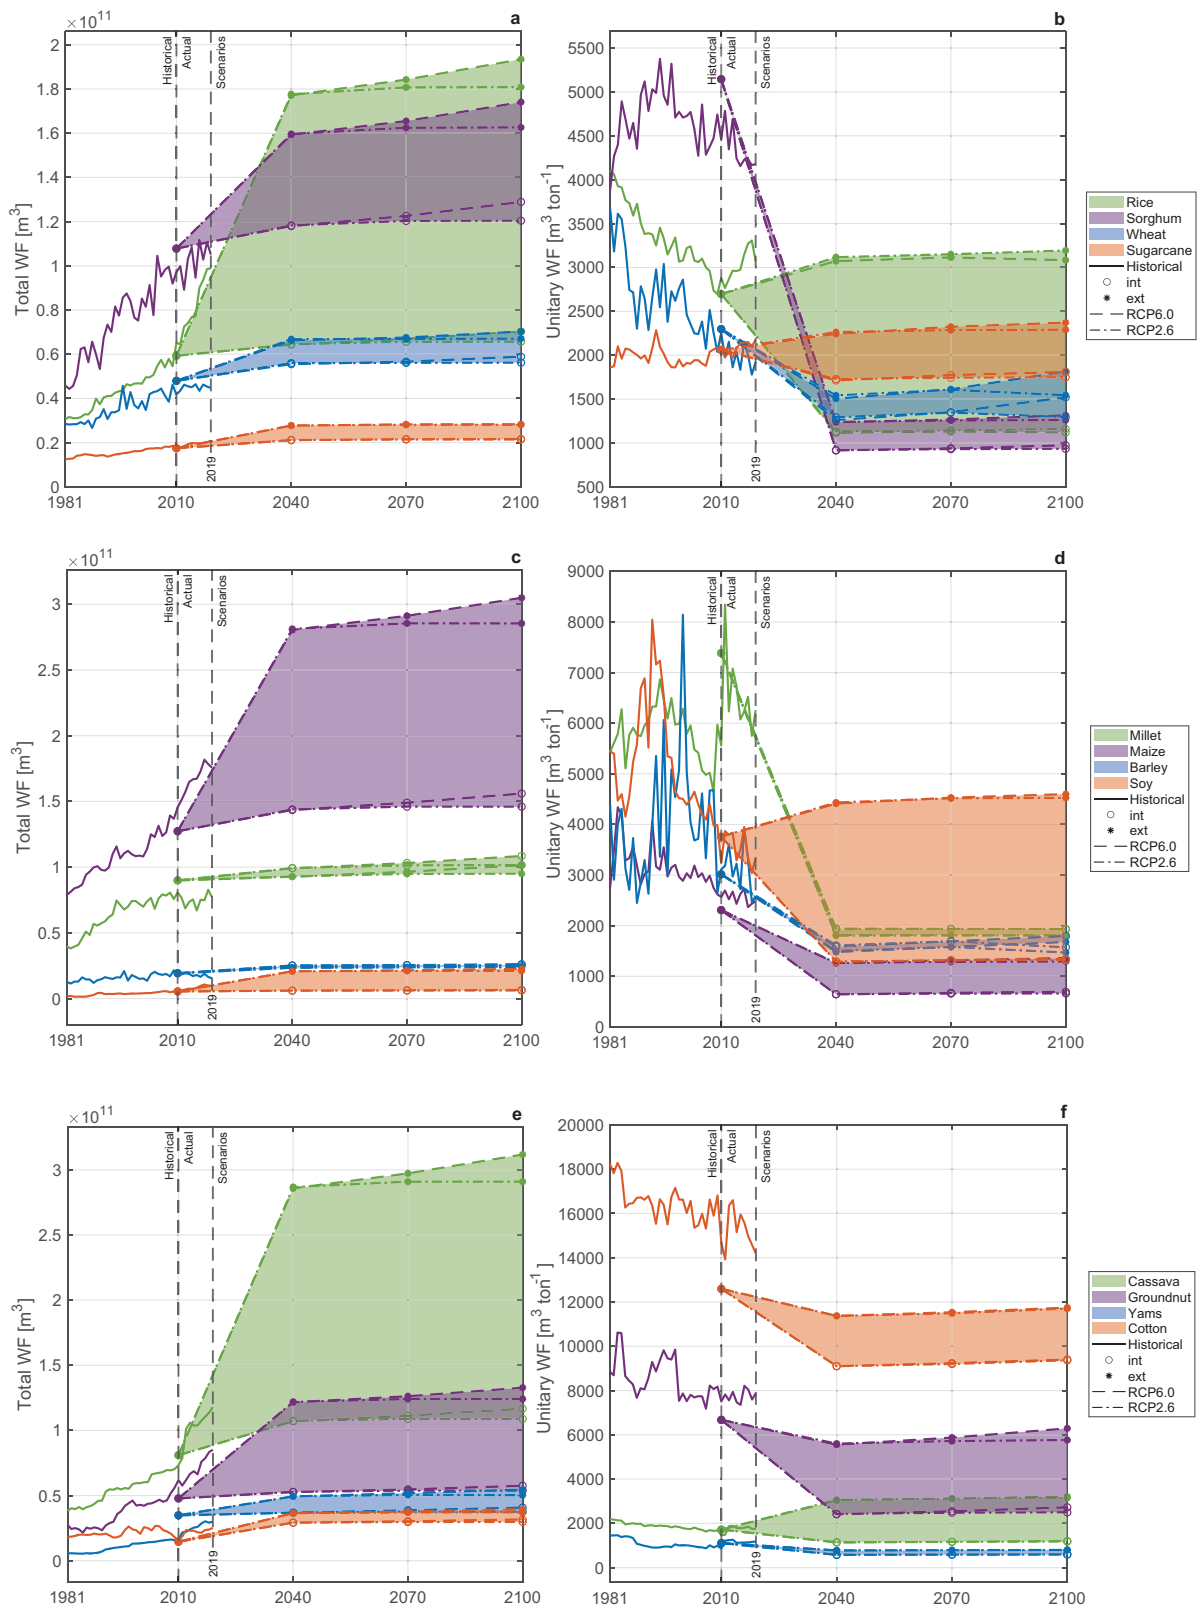 ×10¹¹
a
Total WF [m³]
2
1.8
1.6
1.4
1.2
1
0.8
0.6
0.4
0.2
0
Historical
Actual
Scenarios
2019
1981 2010 2040 2070 2100
b
Unitary WF [m³ ton⁻¹]
5500
5000
4500
4000
3500
3000
2500
2000
1500
1000
500
Historical
Actual
Scenarios
2019
1981 2010 2040 2070 2100
Rice
Sorghum
Wheat
Sugarcane
Historical
int
ext
RCP6.0
RCP2.6
×10¹¹
c
Total WF [m³]
3
2.5
2
1.5
1
0.5
0
Historical
Actual
Scenarios
2019
1981 2010 2040 2070 2100
d
Unitary WF [m³ ton⁻¹]
9000
8000
7000
6000
5000
4000
3000
2000
1000
0
Historical
Actual
Scenarios
2019
1981 2010 2040 2070 2100
Millet
Maize
Barley
Soy
Historical
int
ext
RCP6.0
RCP2.6
×10¹¹
e
Total WF [m³]
3
2.5
2
1.5
1
0.5
0
Historical
Actual
Scenarios
2019
1981 2010 2040 2070 2100
f
Unitary WF [m³ ton⁻¹]
20000
18000
16000
14000
12000
10000
8000
6000
4000
2000
0
Historical
Actual
Scenarios
2019
1981 2010 2040 2070 2100
Cassava
Groundnut
Yams
Cotton
Historical
int
ext
RCP6.0
RCP2.6